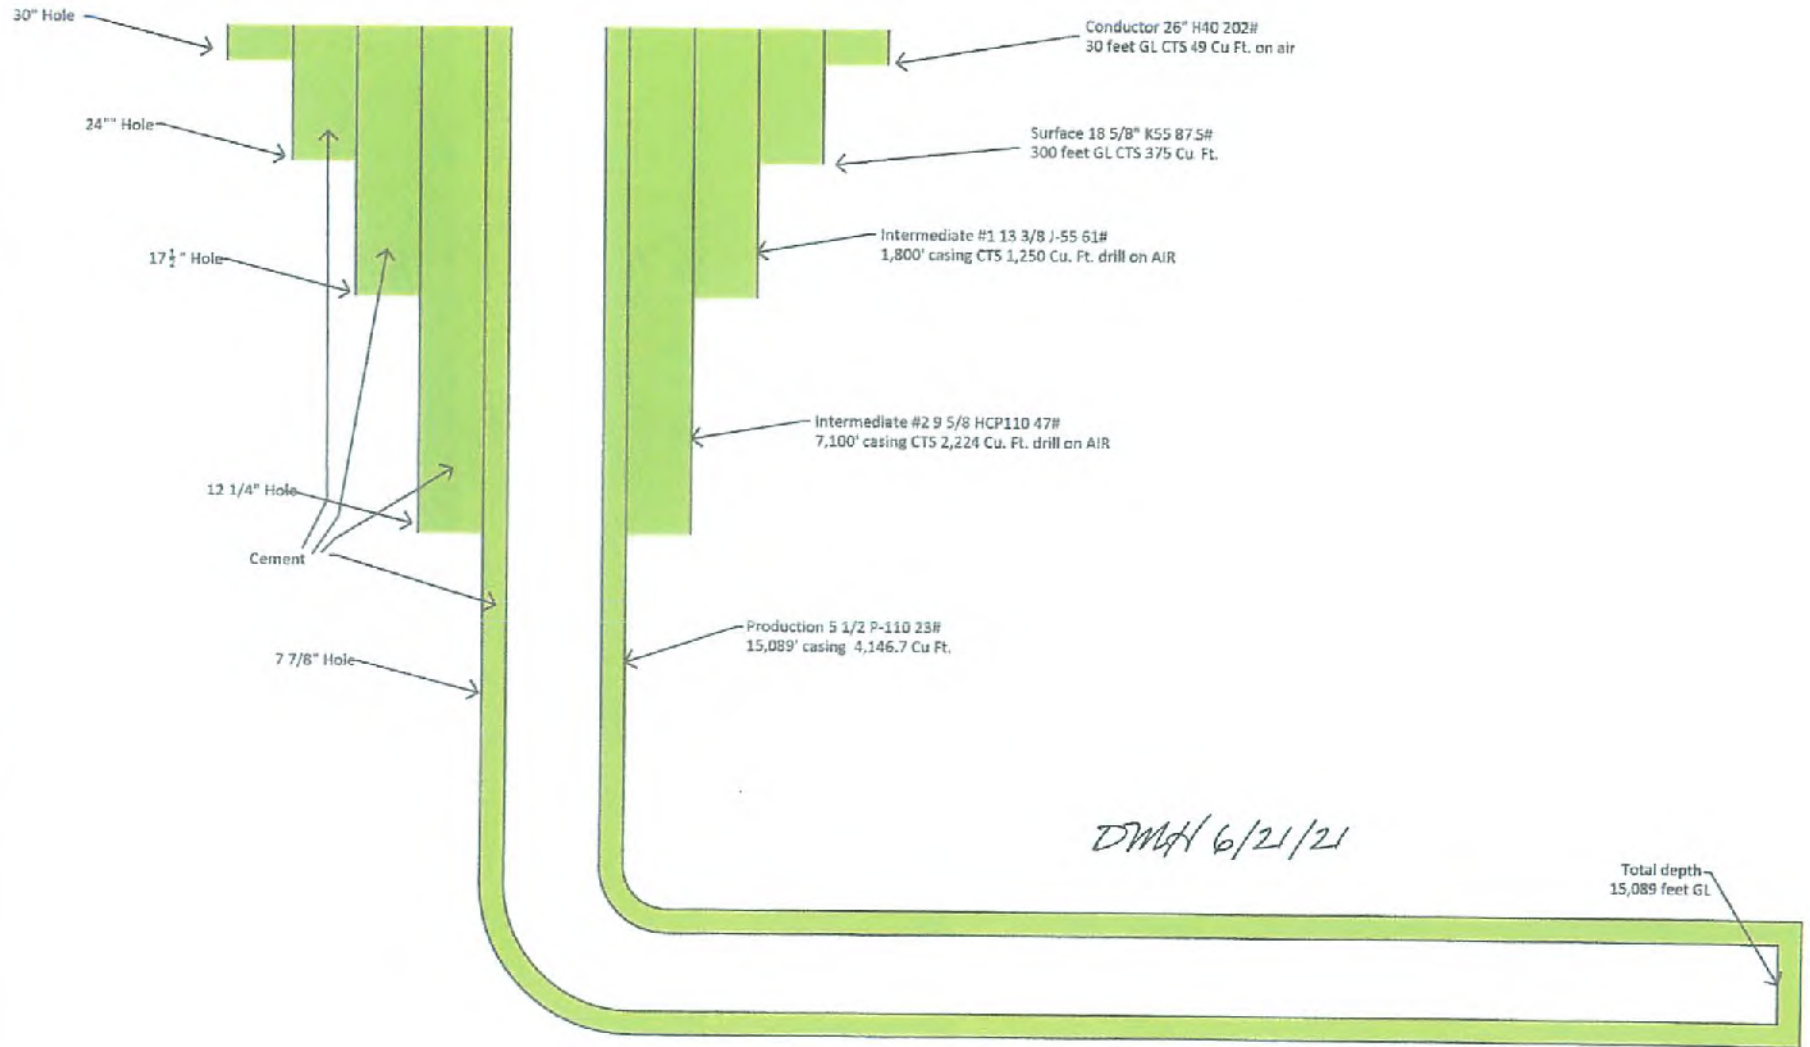 30" Hole
Conductor 26" H40 202#
30 feet GL CTS 49 Cu Ft. on air
24"" Hole
Surface 18 5/8" K55 87.5#
300 feet GL CTS 375 Cu. Ft.
17 1/2" Hole
Intermediate #1 13 3/8 J-55 61#
1,800' casing CTS 1,250 Cu. Ft. drill on AIR
Intermediate #2 9 5/8 HCP110 47#
7,100' casing CTS 2,224 Cu. Ft. drill on AIR
12 1/4" Hole
Cement
Production 5 1/2 P-110 23#
15,089' casing 4,146.7 Cu Ft.
7 7/8" Hole
DMH 6/21/21
Total depth
15,089 feet GL